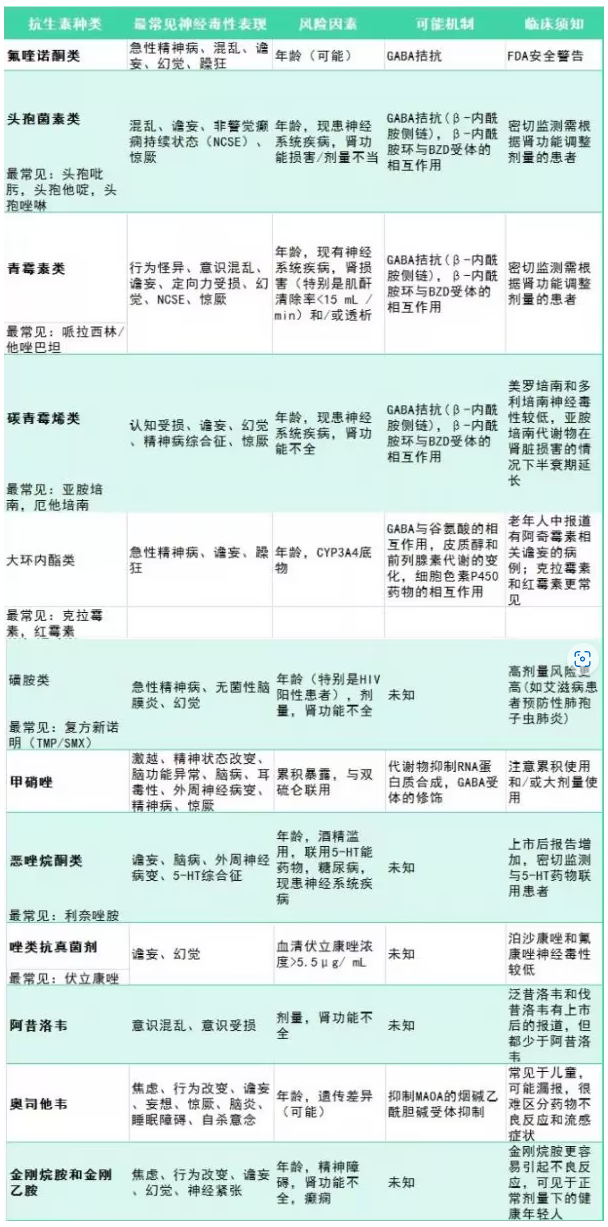 抗生素种类 最常见神经毒性表现 风险因素 可能机制 临床须知
氟喹诺酮类
急性精神病、混乱、谵
妄、幻觉、躁狂
年龄（可能）
GABA拮抗
FDA安全警告
头孢菌素类
最常见：头孢吡
肟，头孢他啶，头
孢唑啉
混乱、谵妄、非警觉癫
痫持续状态（NCSE）、
惊厥
年龄，现患神经
系统疾病，肾功
能损害/剂量不当
GABA拮抗(β-内酰
胺侧链)，β-内酰
胺环与BZD受体的
相互作用
密切监测需根
据肾功能调整
剂量的患者
青霉素类
最常见：哌拉西林/
他唑巴坦
行为怪异、意识混乱、
谵妄、定向力受损、幻
觉、NCSE、惊厥
年龄，现有神经
系统疾病，肾损
害（特别是肌酐
清除率<15 mL /
min）和/或透析
GABA拮抗(β-内酰
胺侧链)，β-内酰
胺环与BZD受体的
相互作用
密切监测需根
据肾功能调整
剂量的患者
碳青霉烯类
最常见：亚胺培
南，厄他培南
认知受损、谵妄、幻觉
、精神病综合征、惊厥
年龄，现患神经
系统疾病，肾功
能不全
GABA拮抗(β-内酰
胺侧链)，β-内酰
胺环与BZD受体的
相互作用
美罗培南和多
利培南神经毒
性较低，亚胺
培南代谢物在
肾脏损害的情
况下半衰期延
长
大环内酯类
最常见：克拉霉
素，红霉素
急性精神病、谵妄、躁
狂
年龄，CYP3A4底
物
GABA与谷氨酸的相
互作用，皮质醇和
前列腺素代谢的变
化，细胞色素P450
药物的相互作用
老年人中报道
有阿奇霉素相
关谵妄的病
例；克拉霉素
和红霉素更常
见
磺胺类
最常见：复方新诺
明（TMP/SMX）
急性精神病、无菌性脑
膜炎、幻觉
年龄（特别是HIV
阳性患者），剂
量，肾功能不全
未知
高剂量风险更
高(如艾滋病患
者预防性肺孢
子虫肺炎)
甲硝唑
激越、精神状态改变、
脑功能异常、脑病、耳
毒性、外周神经病变、
精神病、惊厥
累积暴露，与双
硫仑联用
代谢物抑制RNA蛋
白质合成，GABA受
体的修饰
注意累积使用
和/或大剂量使
用
恶唑烷酮类
最常见：利奈唑胺
谵妄、脑病、外周神经
病变、5-HT综合征
年龄，酒精滥
用，联用5-HT能
药物，糖尿病，
现患神经系统疾
病
未知
上市后报告增
加，密切监测
与5-HT药物联
用患者
唑类抗真菌剂
最常见：伏立康唑
谵妄、幻觉
血清伏立康唑浓
度>5.5μg/ mL
未知
泊沙康唑和氟
康唑神经毒性
较低
阿昔洛韦
意识混乱、意识受损
剂量，肾功能不
全
未知
泛昔洛韦和伐
昔洛韦有上市
后的报道，但
都少于阿昔洛
韦
奥司他韦
焦虑、行为改变、谵妄
、妄想、惊厥、脑炎、
睡眠障碍、自杀意念
年龄，遗传差异
（可能）
抑制MAOA的烟碱乙
酰胆碱受体抑制
常见于儿童，
可能漏报，很
难区分药物不
良反应和流感
症状
金刚烷胺和金刚
乙胺
焦虑、行为改变、谵妄
、幻觉、神经紧张
年龄，精神障
碍，肾功能不
全，癫痫
未知
金刚烷胺更容
易引起不良反
应，可见于正
常剂量下的健
康年轻人